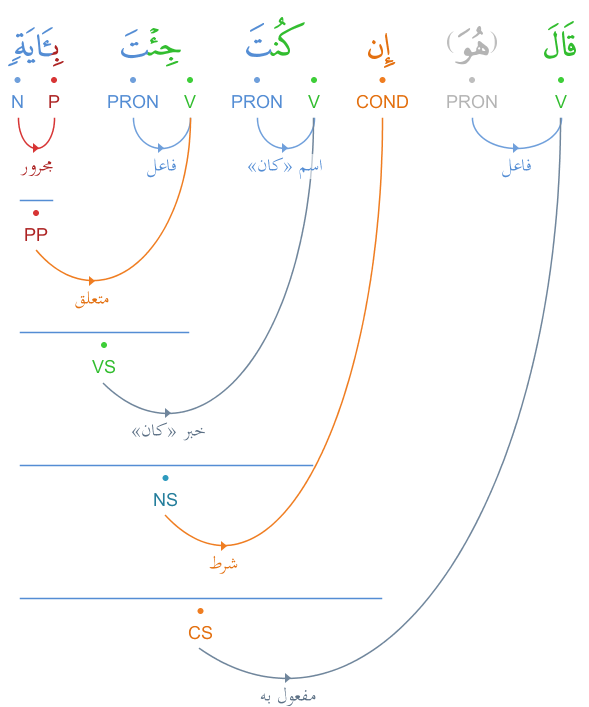 قَالَ (هُوَ) إِن كُنتَ جِئْتَ بِـَٔايَةٍ
V PRON COND V PRON V PRON P N
فاعل اسم «كان» فاعل مجرور
PP
متعلق
VS
خبر «كان»
NS
شرط
CS
مفعول به